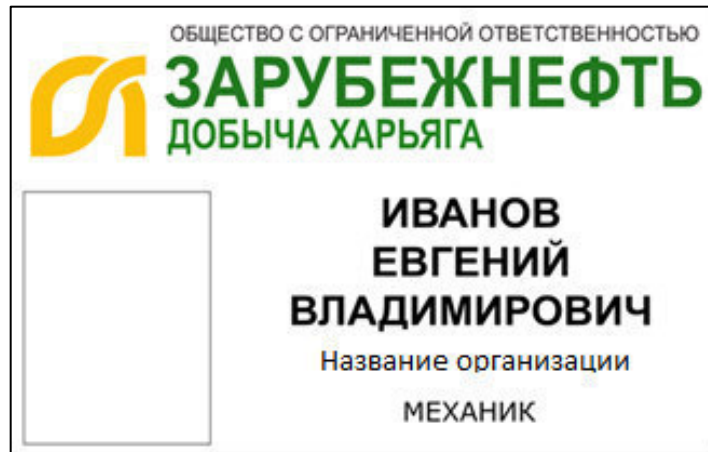 ОБЩЕСТВО С ОГРАНИЧЕННОЙ ОТВЕТСТВЕННОСТЬЮ
ЗАРУБЕЖНЕФТЬ
ДОБЫЧА ХАРЬЯГА
ИВАНОВ
ЕВГЕНИЙ
ВЛАДИМИРОВИЧ
Название организации
МЕХАНИК